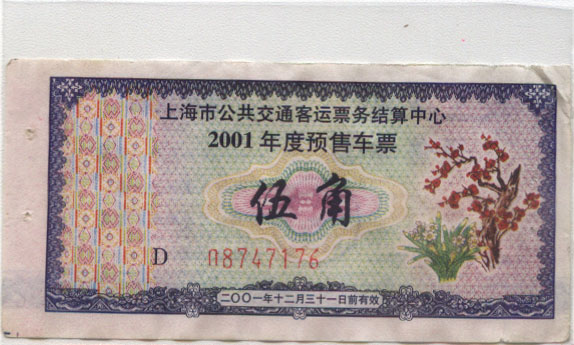 上海市公共交通客运票务结算中心
2001年度预售车票
伍角
D П8747176
二〇〇一年十二月三十一日前有效